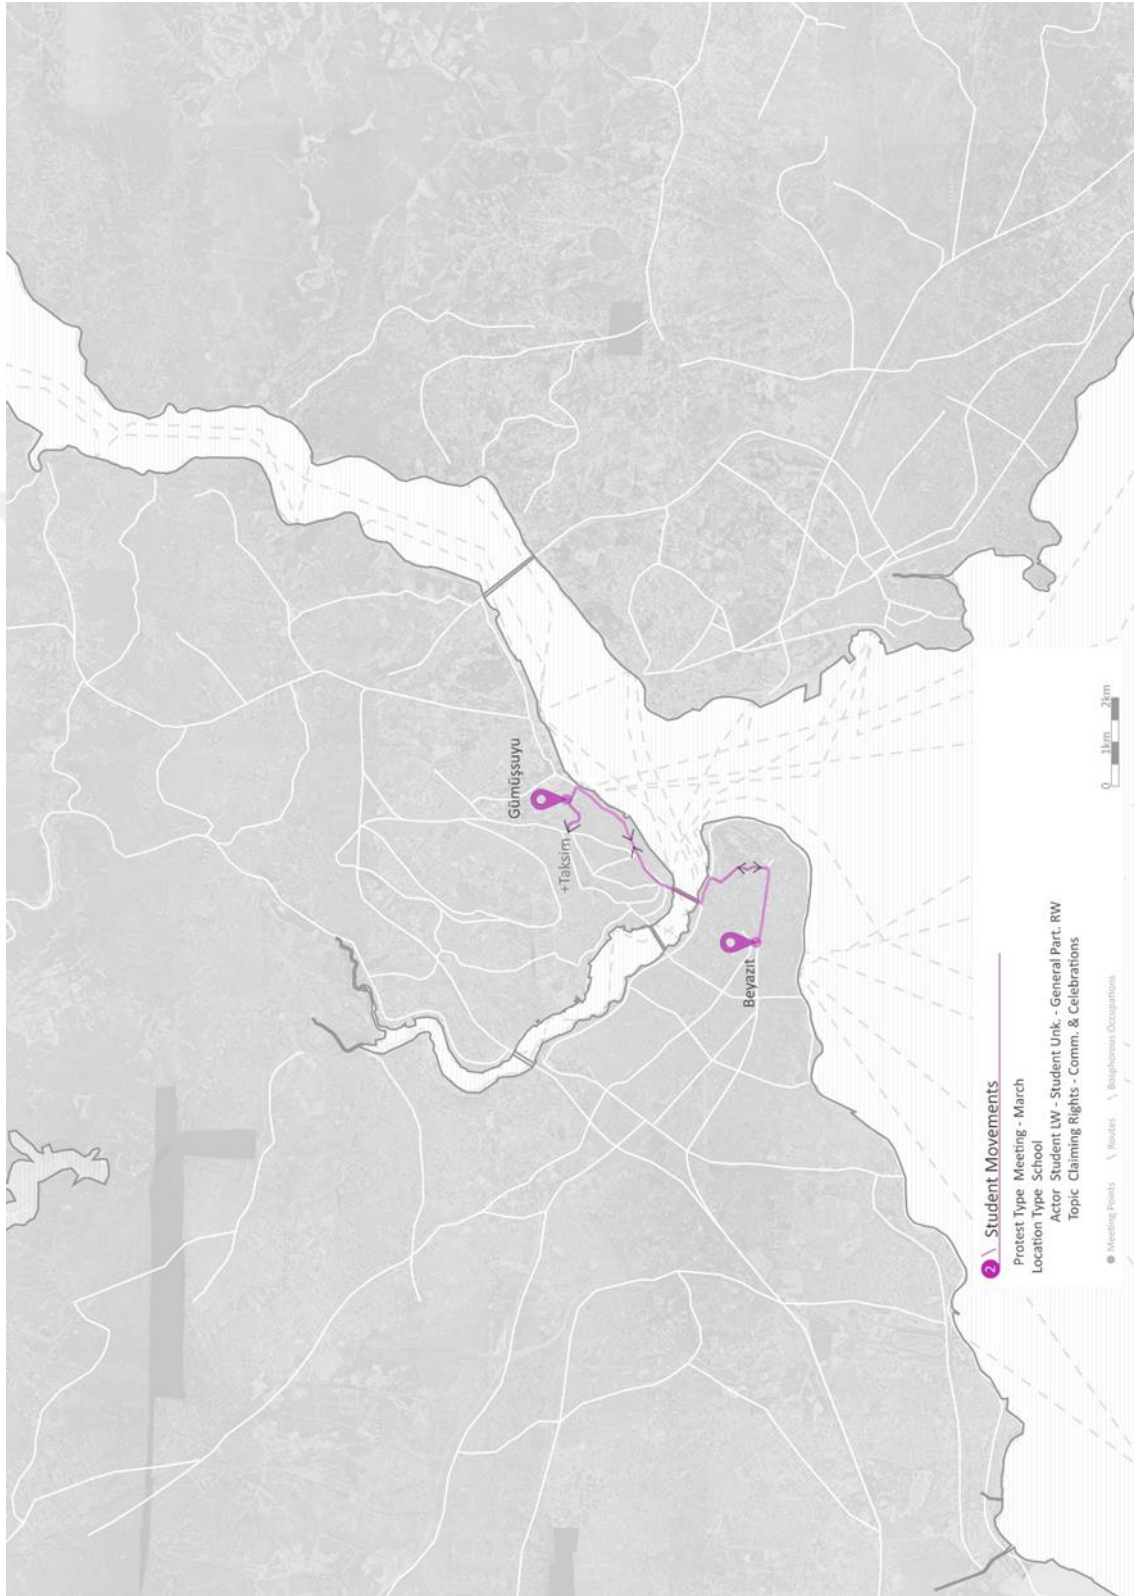 Gümüşsuyu
+Taksim
Beyazıt
2 \ Student Movements
Protest Type Meeting - March
Location Type School
Actor Student LW - Student Unk. - General Part. RW
Topic Claiming Rights - Comm. & Celebrations
Meeting Points \ Routes \ Bosphorous Occupations
0 1km 2km